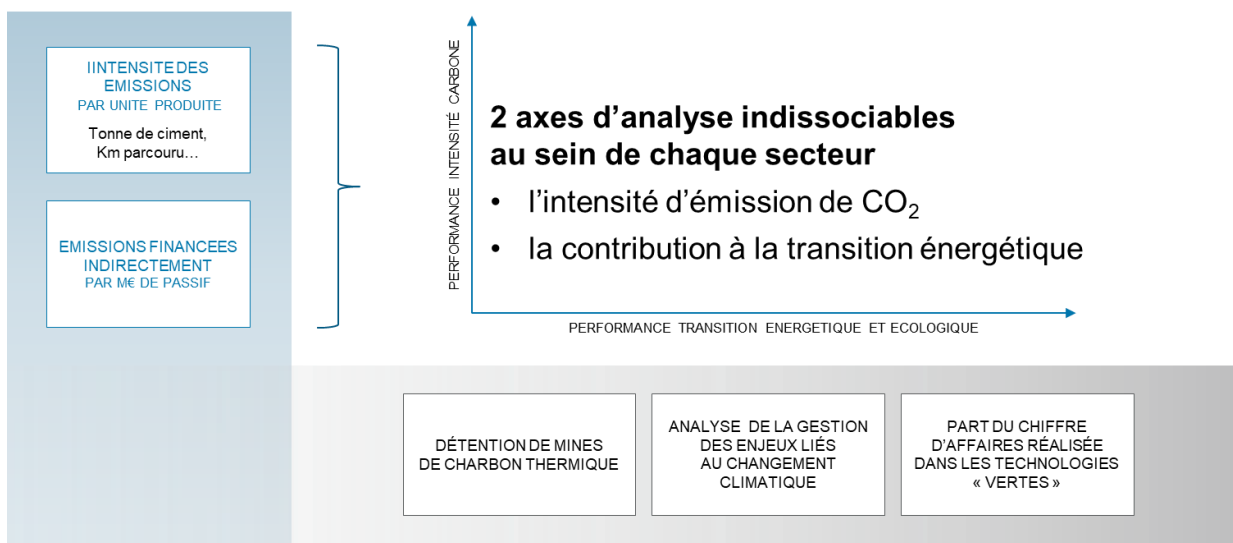 IINTENSITE DES
EMISSIONS
PAR UNITE PRODUITE
Tonne de ciment,
Km parcouru…
EMISSIONS FINANCEES
INDIRECTEMENT
PAR M€ DE PASSIF
PERFORMANCE INTENSITÉ CARBONE
2 axes d’analyse indissociables
au sein de chaque secteur
• l’intensité d’émission de CO₂
• la contribution à la transition énergétique
PERFORMANCE TRANSITION ENERGETIQUE ET ECOLOGIQUE
DÉTENTION DE MINES
DE CHARBON THERMIQUE
ANALYSE DE LA GESTION
DES ENJEUX LIÉS
AU CHANGEMENT
CLIMATIQUE
PART DU CHIFFRE
D’AFFAIRES RÉALISÉE
DANS LES TECHNOLOGIES
« VERTES »